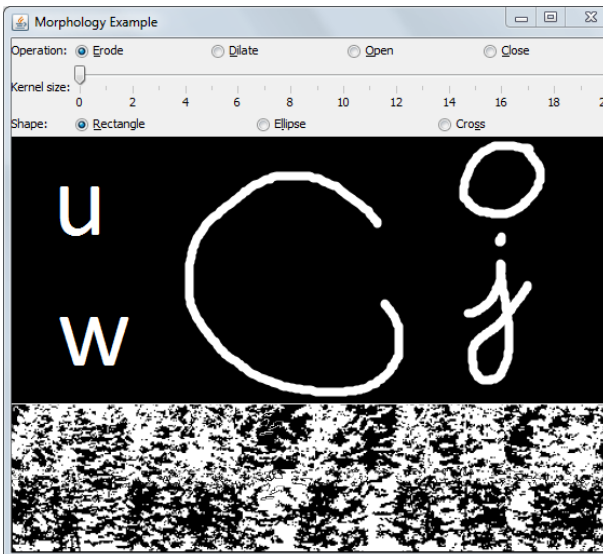 Morphology Example
Operation: Erode Dilate Open Close
Kernel size:
0 2 4 6 8 10 12 14 16 18
Shape: Rectangle Ellipse Cross
u
w